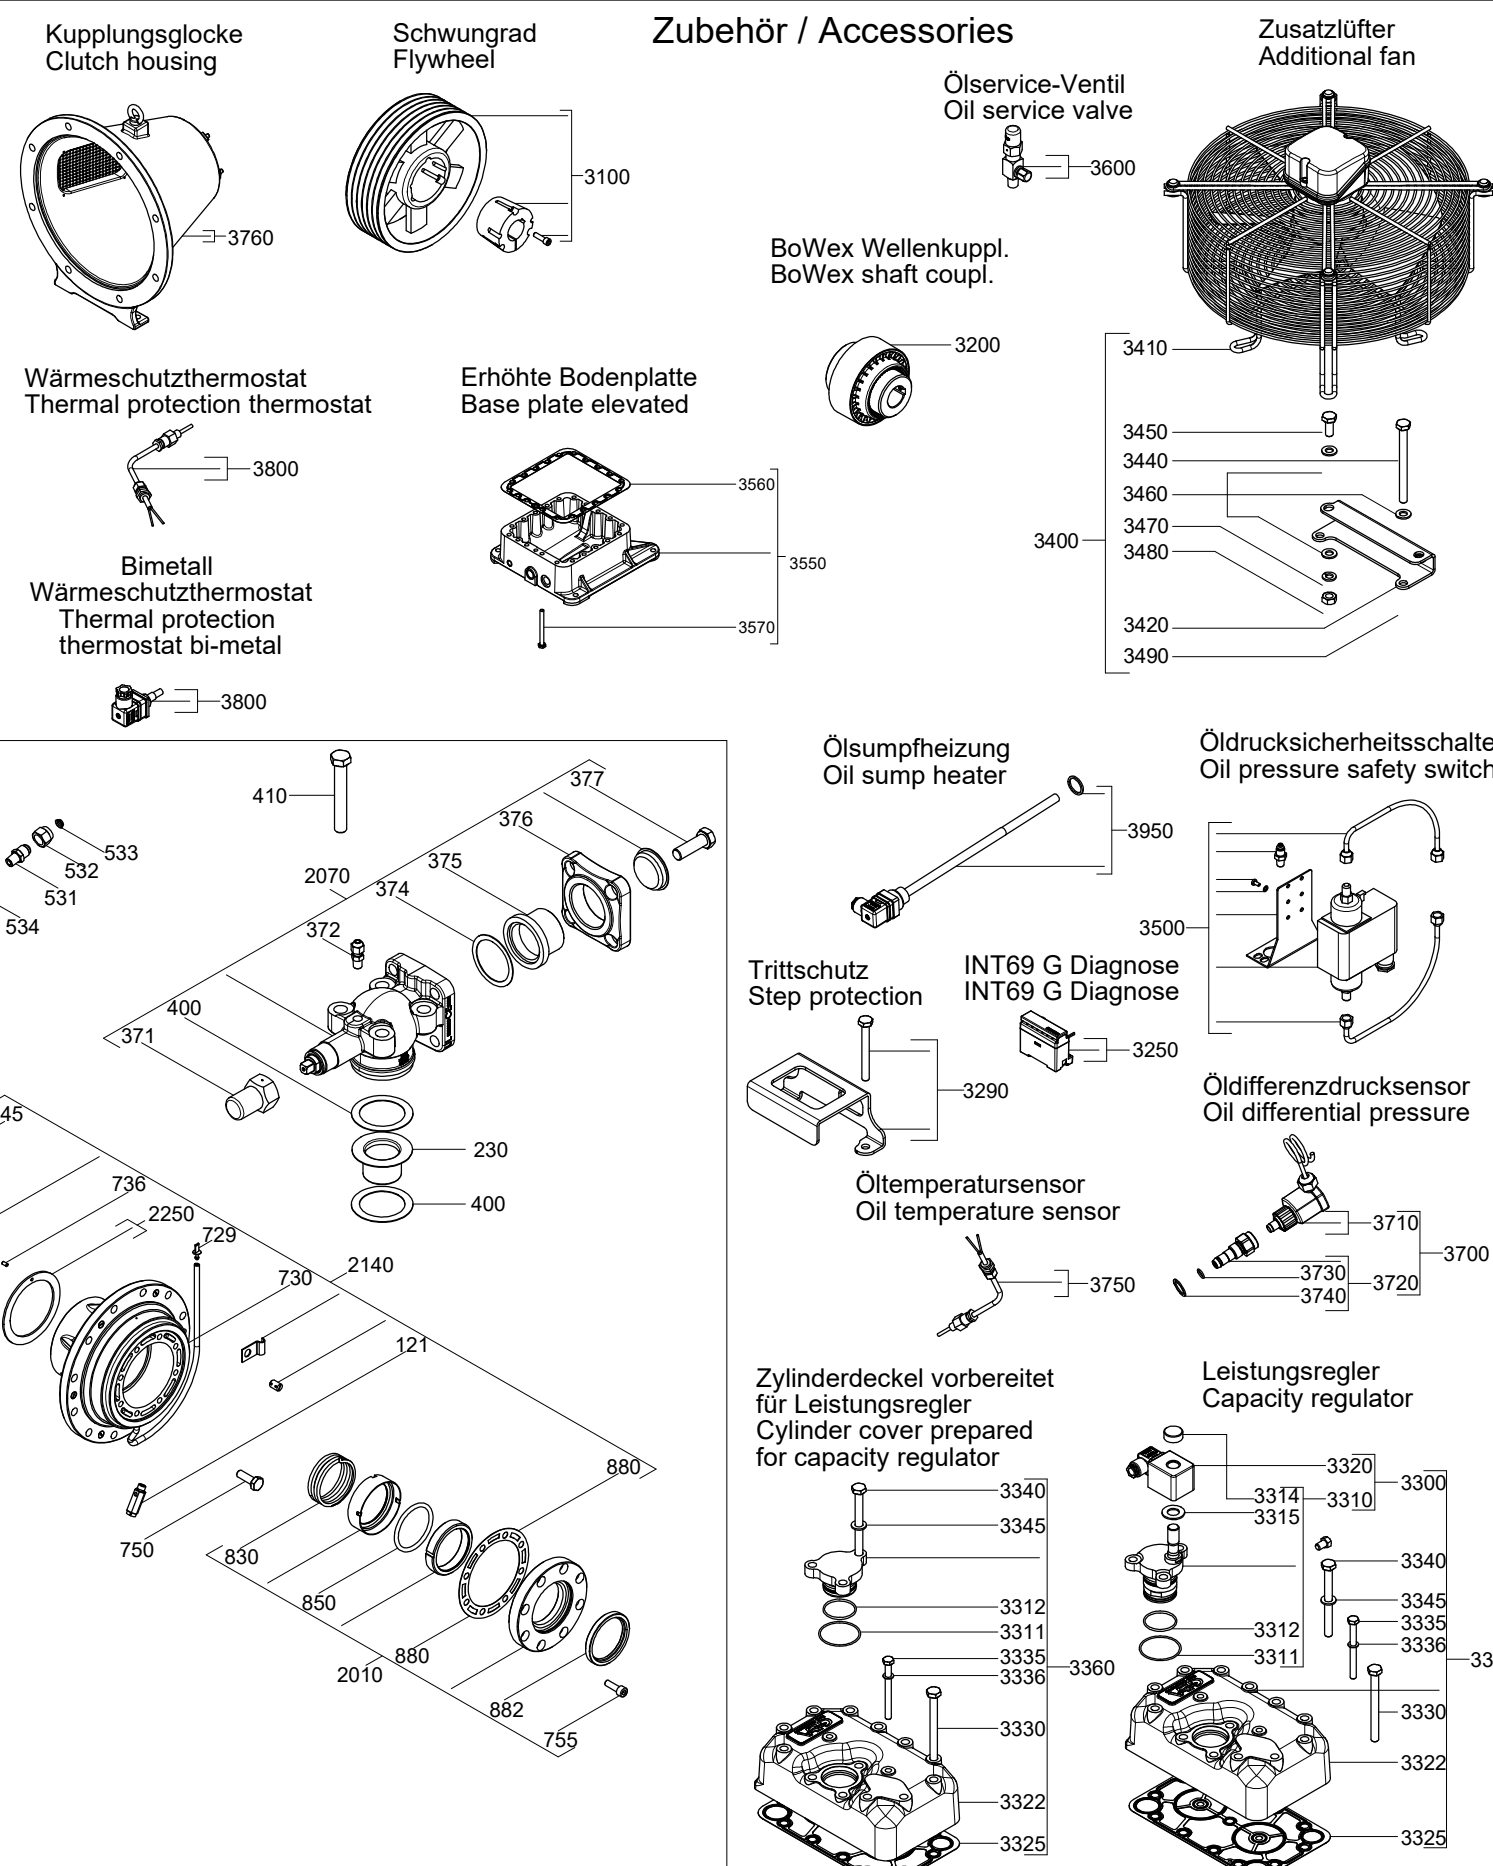 Zubehör / Accessories
Kupplungsglocke
Clutch housing
3760
Schwungrad
Flywheel
3100
Ölservice-Ventil
Oil service valve
3600
Zusatzlüfter
Additional fan
3410
3450
3440
3460
3470
3480
3420
3490
3400
BoWex Wellenkuppl.
BoWex shaft coupl.
3200
Wärmeschutzthermostat
Thermal protection thermostat
3800
Erhöhte Bodenplatte
Base plate elevated
3560
3550
3570
Bimetall
Wärmeschutzthermostat
Thermal protection
thermostat bi-metal
3800
410
377
376
375
374
2070
372
400
371
230
400
533
532
531
534
45
736
2250
729
2140
730
121
880
750
830
850
880
2010
882
755
Ölsumpfheizung
Oil sump heater
3950
Öldrucksicherheitsschalte
Oil pressure safety switch
3500
Trittschutz
Step protection
3290
INT69 G Diagnose
INT69 G Diagnose
3250
Öldifferenzdrucksensor
Oil differential pressure
3710
3700
3730
3720
3740
Öltemperatursensor
Oil temperature sensor
3750
Zylinderdeckel vorbereitet
für Leistungsregler
Cylinder cover prepared
for capacity regulator
3340
3345
3312
3311
3335
3336
3360
3330
3322
3325
Leistungsregler
Capacity regulator
3320
3300
3314
3310
3315
3340
3345
3312
3335
3336
3311
33
3330
3322
3325